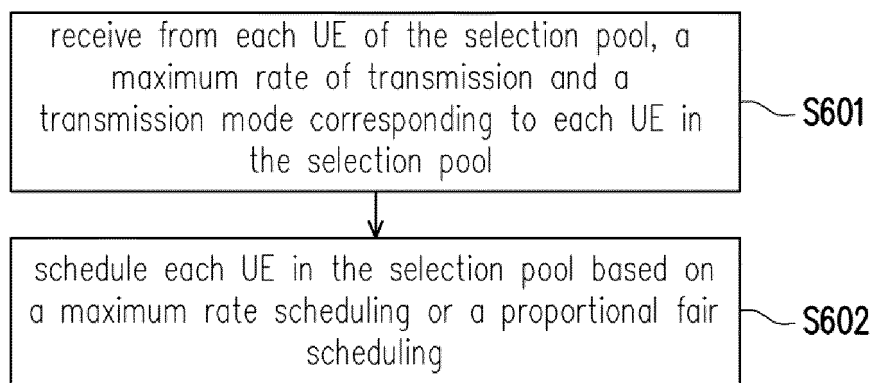 receive from each UE of the selection pool, a
maximum rate of transmission and a
transmission mode corresponding to each UE in
the selection pool
S601
schedule each UE in the selection pool based on
a maximum rate scheduling or a proportional fair
scheduling
S602